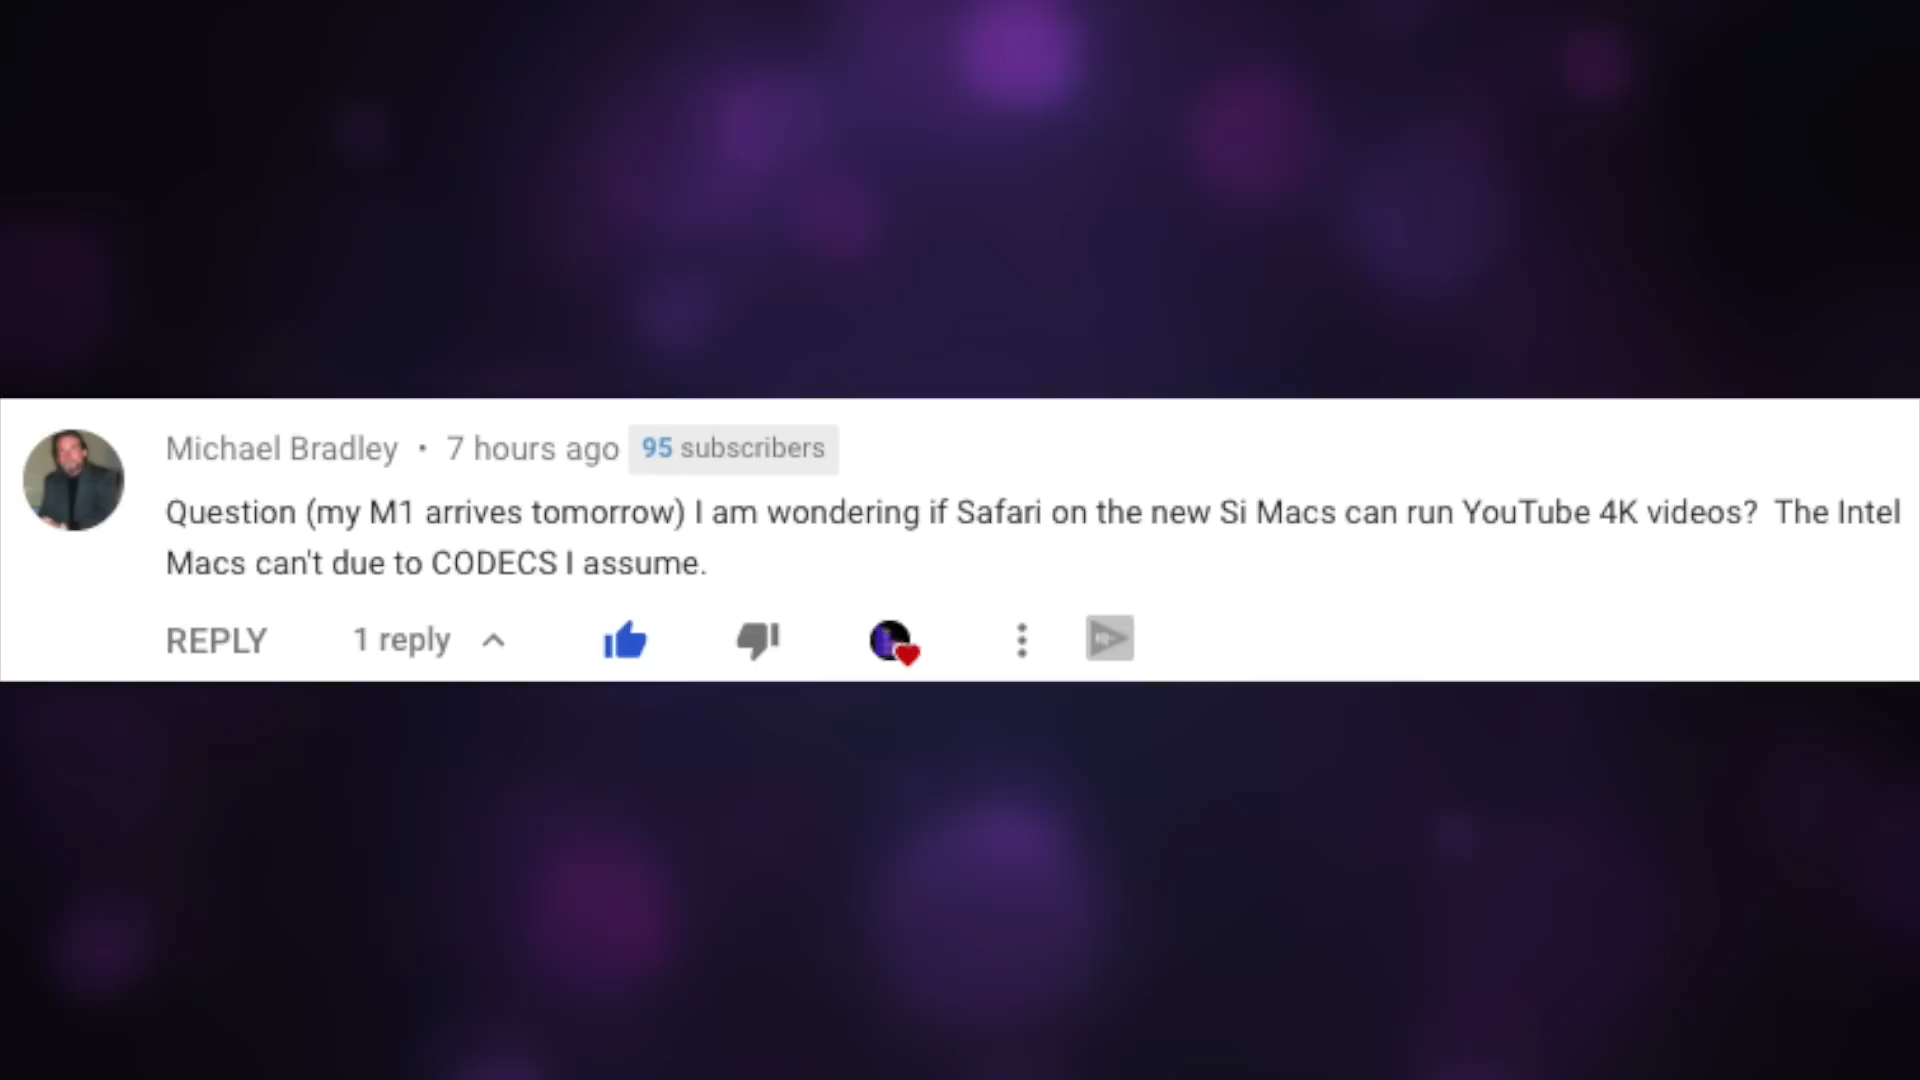 Michael Bradley • 7 hours ago 95 subscribers
Question (my M1 arrives tomorrow) I am wondering if Safari on the new Si Macs can run YouTube 4K videos?  The Intel
Macs can't due to CODECS I assume.
REPLY 1 reply